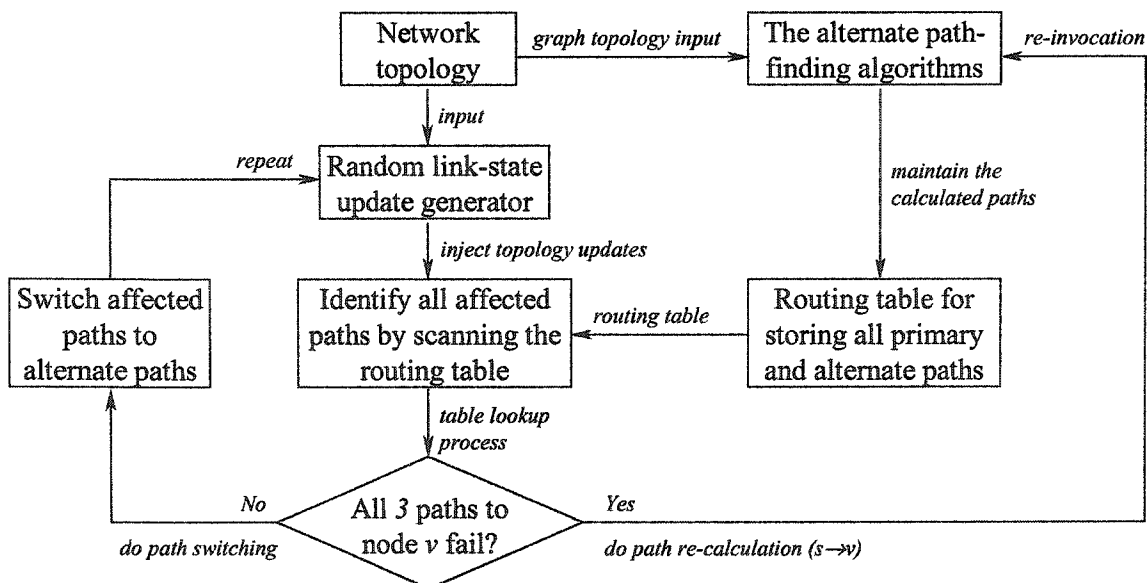 Network
topology
graph topology input
The alternate path-
finding algorithms
re-invocation
input
repeat
Random link-state
update generator
maintain the
calculated paths
inject topology updates
Switch affected
paths to
alternate paths
Identify all affected
paths by scanning the
routing table
routing table
Routing table for
storing all primary
and alternate paths
table lookup
process
No
All 3 paths to
node v fail?
Yes
do path switching
do path re-calculation (s→v)